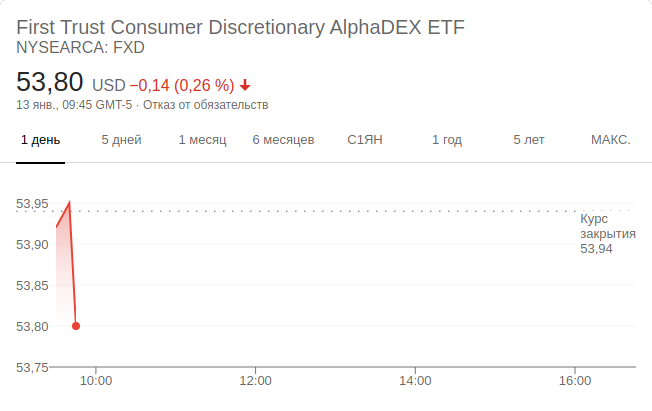 First Trust Consumer Discretionary AlphaDEX ETF
NYSEARCA: FXD
53,80 USD −0,14 (0,26 %)
13 янв., 09:45 GMT-5 · Отказ от обязательств
1 день 5 дней 1 месяц 6 месяцев С1ЯН 1 год 5 лет МАКС.
53,95
Курс
закрытия
53,94
53,90
53,85
53,80
53,75
10:00 12:00 14:00 16:00